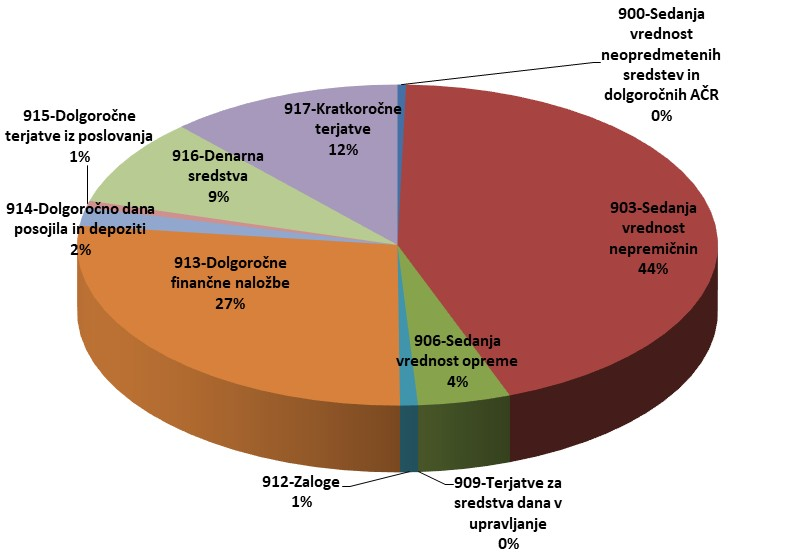 900-Sedanja
vrednost
neopredmetenih
sredstev in
dolgoročnih AČR
0%
917-Kratkoročne
terjatve
12%
915-Dolgoročne
terjatve iz poslovanja
1%
916-Denarna
sredstva
9%
914-Dolgoročno dana
posojila in depoziti
2%
903-Sedanja
vrednost
nepremičnin
44%
913-Dolgoročne
finančne naložbe
27%
906-Sedanja
vrednost opreme
4%
912-Zaloge
1%
909-Terjatve za
sredstva dana v
upravljanje
0%